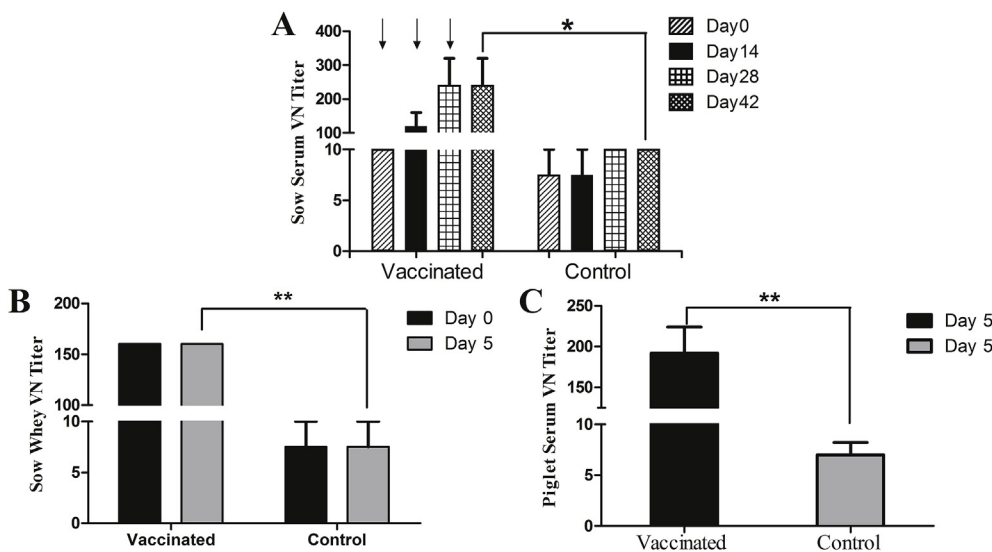 A
Sow Serum VN Titer
400
300
200
100
10
5
0
*
Day0
Day14
Day28
Day42
Vaccinated Control
B
Sow Whey VN Titer
200
150
100
10
5
0
**
Day 0
Day 5
Vaccinated Control
C
Piglet Serum VN Titer
250
200
150
10
5
0
**
Day 5
Day 5
Vaccinated Control